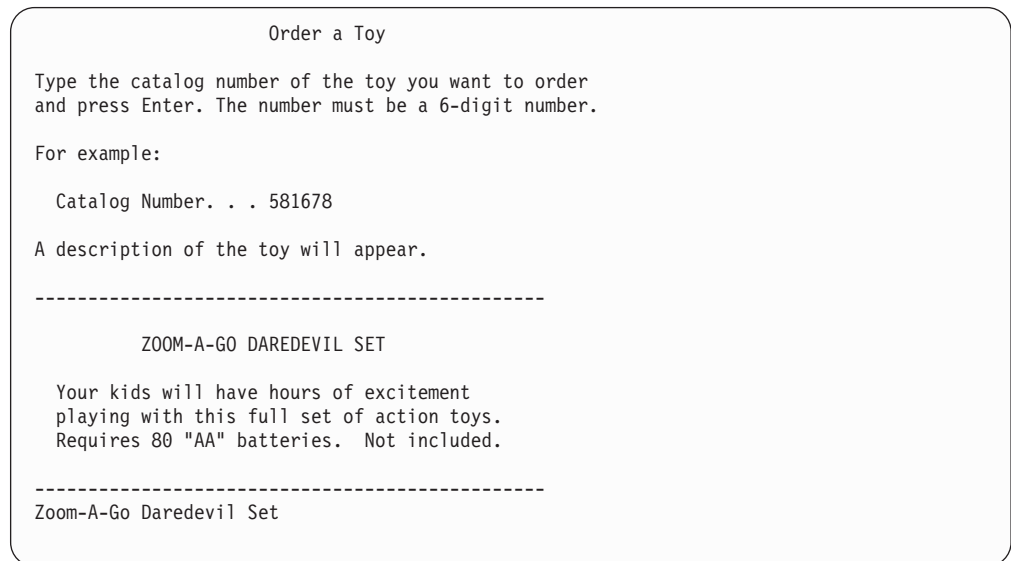 Order a Toy
Type the catalog number of the toy you want to order
and press Enter. The number must be a 6-digit number.
For example:
Catalog Number. . . 581678
A description of the toy will appear.
------------------------------------------------
ZOOM-A-GO DAREDEVIL SET
Your kids will have hours of excitement
playing with this full set of action toys.
Requires 80 "AA" batteries.  Not included.
------------------------------------------------
Zoom-A-Go Daredevil Set